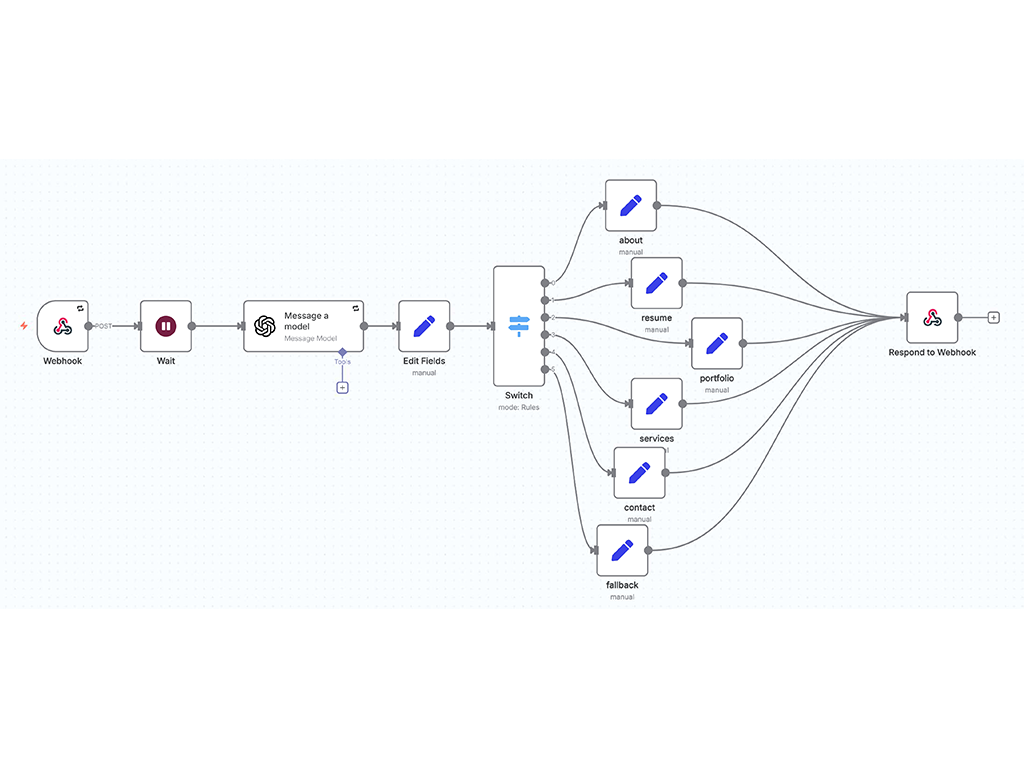 Webhook
POST
Wait
Message a
model
Message Model
Tools
Edit Fields
manual
Switch
mode: Rules
0
1
2
3
4
5
about
manual
resume
manual
portfolio
manual
services
contact
manual
fallback
manual
Respond to Webhook